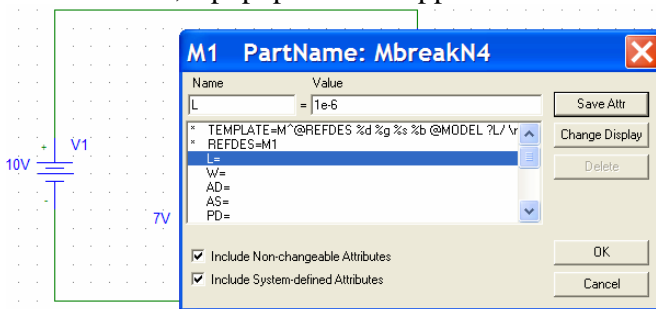 M1 PartName: MbreakN4
Name Value
L = 1e-6 Save Attr
* TEMPLATE=M^@REFDES %d %g %s %b @MODEL ?L/ \r
* REFDES=M1 Change Display
L= Delete
W=
AD=
AS=
PD=
Include Non-changeable Attributes OK
Include System-defined Attributes Cancel
+ V1
10V
-
7V